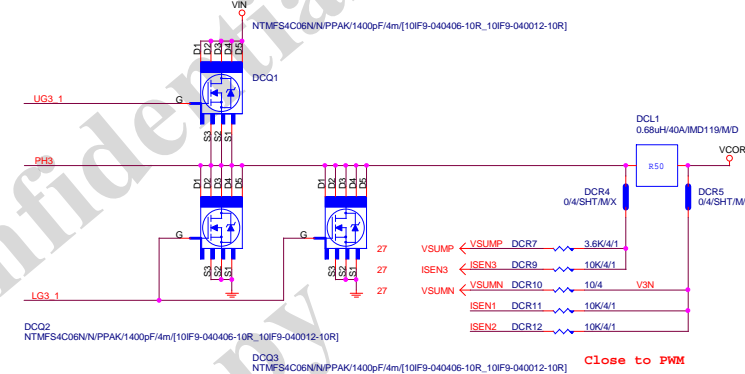 VIN
NTMFS4C06N/N/PPAK/1400pF/4m/[10IF9-040406-10R_10IF9-040012-10R]
D1 D2 D3 D4 D5
DCQ1
UG3_1
G
S3 S2 S1
DCL1
0.68uH/40A/IMD119/M/D
VCOR
PH3
R50
D1 D2 D3 D4 D5
D1 D2 D3 D4 D5
DCR4
0/4/SHT/M/X
DCR5
0/4/SHT/M/
G
G
27 VSUMP VSUMP DCR7 3.6K/4/1
S3 S2 S1
S3 S2 S1
27 ISEN3 ISEN3 DCR9 10K/4/1
27 VSUMN VSUMN DCR10 10/4 V3N
LG3_1
ISEN1 DCR11 10K/4/1
ISEN2 DCR12 10K/4/1
DCQ2
NTMFS4C06N/N/PPAK/1400pF/4m/[10IF9-040406-10R_10IF9-040012-10R]
DCQ3
NTMFS4C06N/N/PPAK/1400pF/4m/[10IF9-040406-10R_10IF9-040012-10R]
Close to PWM
nfidential
py